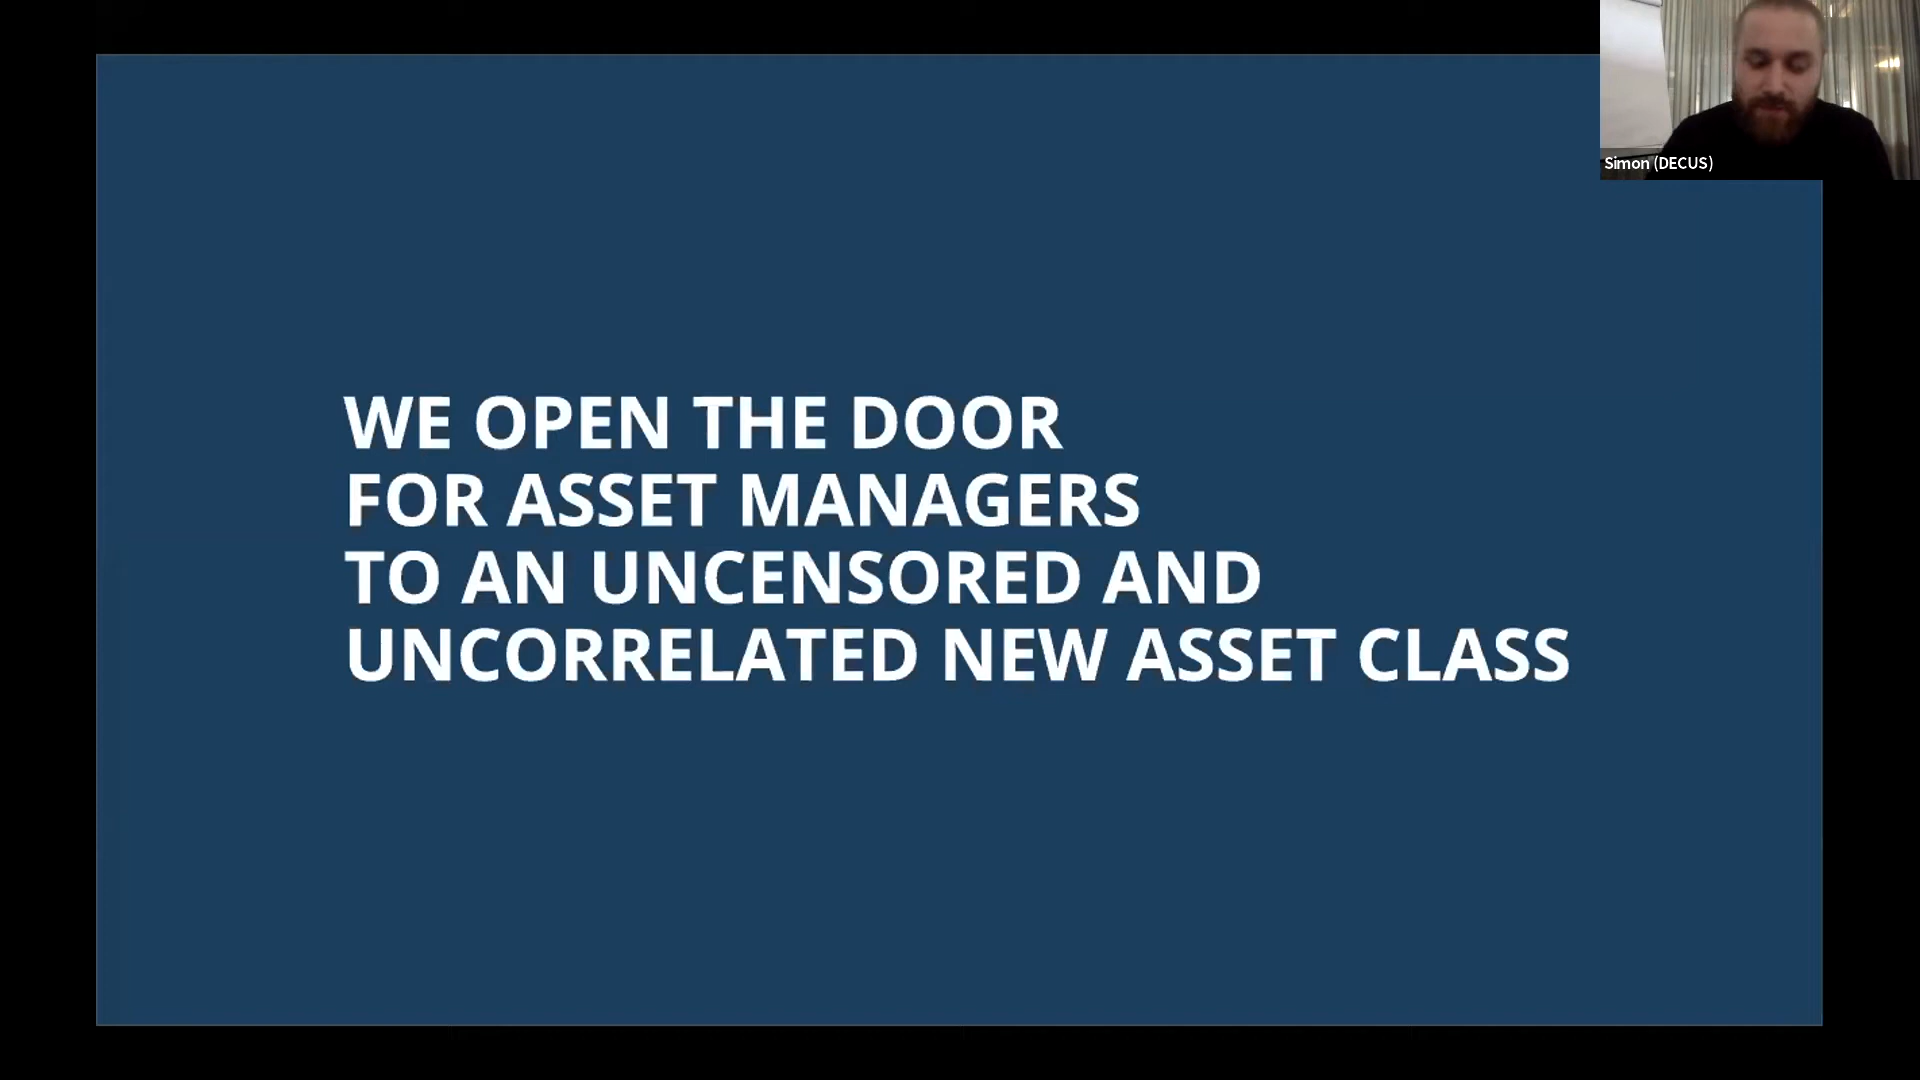 WE OPEN THE DOOR
FOR ASSET MANAGERS
TO AN UNCENSORED AND
UNCORRELATED NEW ASSET CLASS
Simon (DECUS)